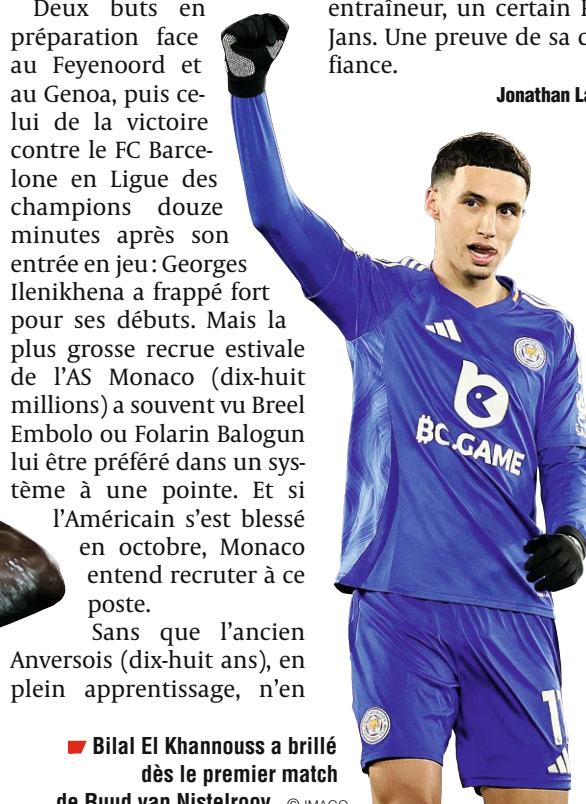 Deux buts en
préparation face
au Feyenoord et
au Genoa, puis ce-
lui de la victoire
contre le FC Barce-
lone en Ligue des
champions douze
minutes après son
entrée en jeu : Georges
Ilenikhena a frappé fort
pour ses débuts. Mais la
plus grosse recrue estivale
de l'AS Monaco (dix-huit
millions) a souvent vu Breel
Embolo ou Folarin Balogun
lui être préféré dans un sys-
tème à une pointe. Et si
l'Américain s'est blessé
en octobre, Monaco
entend recruter à ce
poste.
Sans que l'ancien
Anversois (dix-huit ans), en
plein apprentissage, n'en
entraîneur, un certain
Jans. Une preuve de sa
fiance.
Jonathan
BC.GAME
Bilal El Khannouss a brillé
dès le premier match
de Ruud van Nistelrooy. © IMAGO